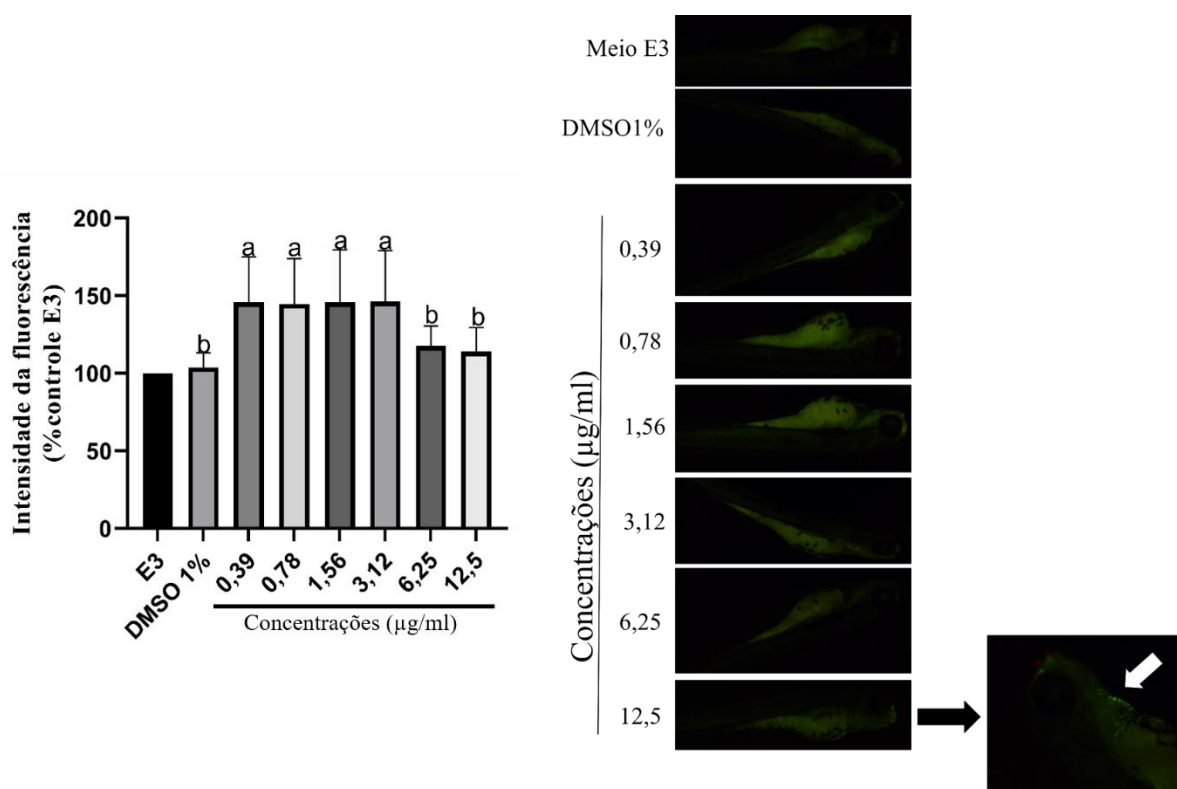 Intensidade da fluorescência
(%controle E3)
200
150
100
50
0
b
a
a
a
a
b
b
E3
DMSO 1%
0,39
0,78
1,56
3,12
6,25
12,5
Concentrações (µg/ml)
Meio E3
DMSO1%
Concentrações (µg/ml)
0,39
0,78
1,56
3,12
6,25
12,5